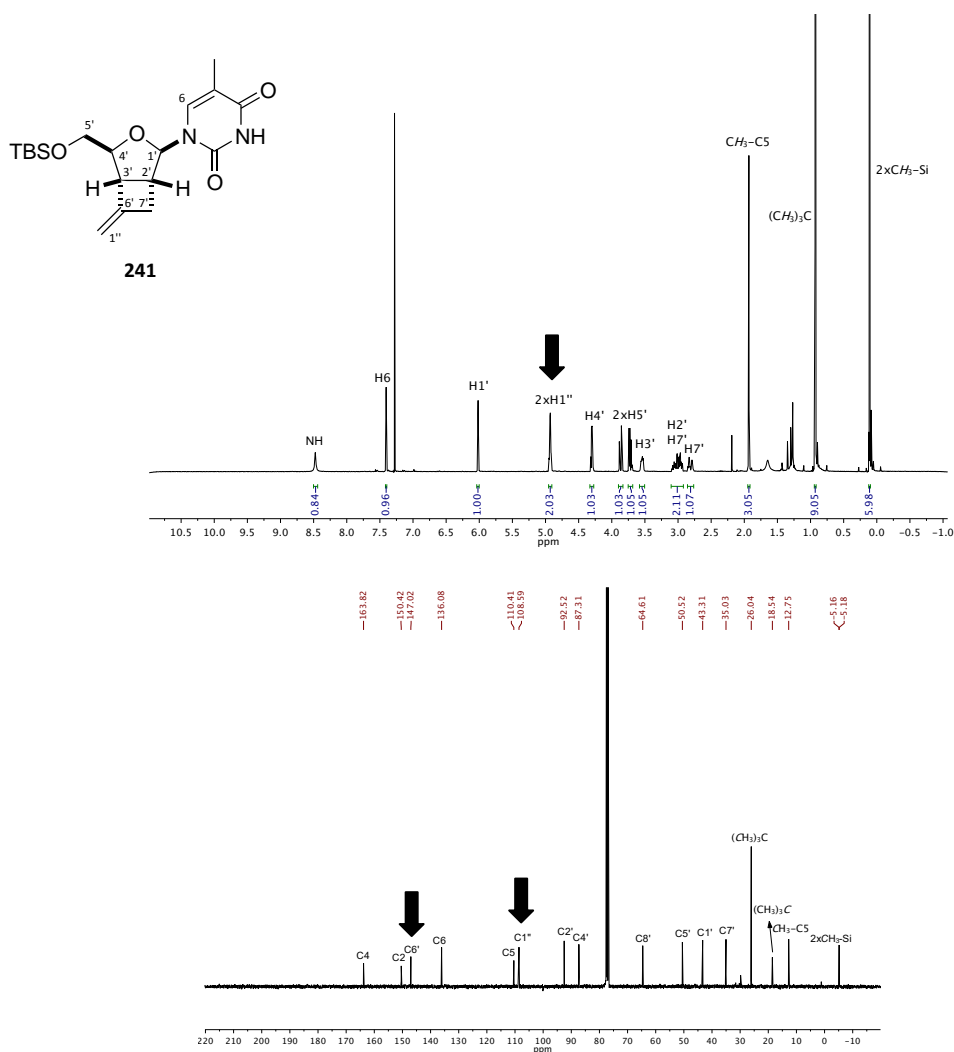 6
O
5'
O
N
NH
TBSO
4'
1'
O
3'
2'
H
H
6'
7'
1''
241
CH3–C5
2xCH3–Si
(CH3)3C
H6
H1'
2xH1''
H4'
2xH5'
H3'
H2'
H7'
H7'
NH
0.84
0.96
1.00
2.03
1.03
1.03
1.05
1.05
2.11
1.07
3.05
9.05
5.98
10.5 10.0 9.5 9.0 8.5 8.0 7.5 7.0 6.5 6.0 5.5 5.0 4.5 4.0 3.5 3.0 2.5 2.0 1.5 1.0 0.5 0.0 −0.5 −1.0
ppm
163.82
150.42
147.02
136.08
110.41
108.59
92.52
87.31
64.61
50.52
43.31
35.03
26.04
18.54
12.75
−5.16
−5.18
(CH3)3C
(CH3)3C
C4
C2
C6'
C6
C5
C1''
C2'
C4'
C8'
C5'
C1'
C7'
CH3–C5
2xCH3-Si
220 210 200 190 180 170 160 150 140 130 120 110 100 90 80 70 60 50 40 30 20 10 0 −10
ppm